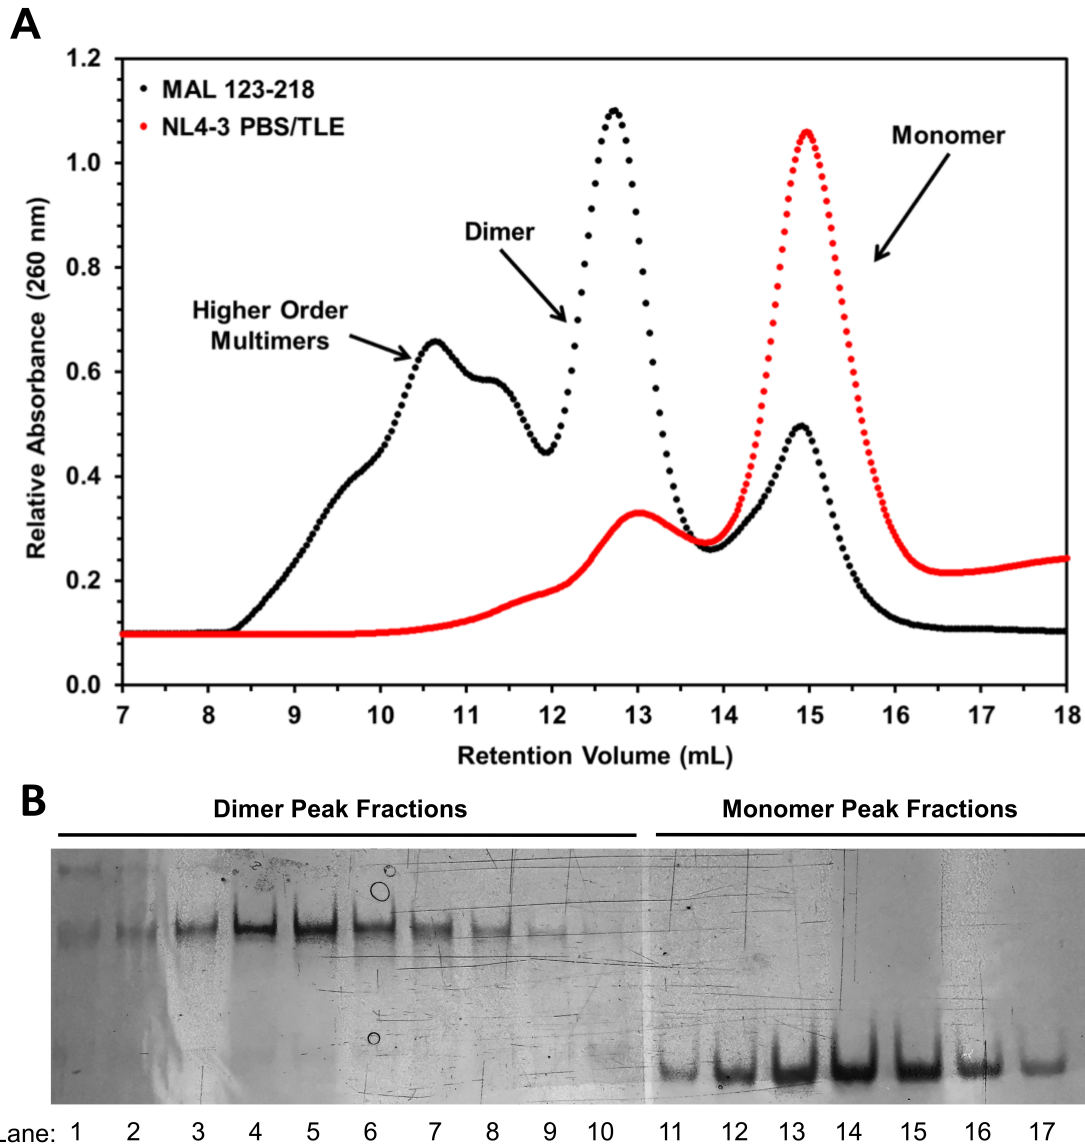 A
1.2
1.0
0.8
0.6
0.4
0.2
0.0
Relative Absorbance (260 nm)
MAL 123-218
NL4-3 PBS/TLE
Monomer
Dimer
Higher Order
Multimers
7 8 9 10 11 12 13 14 15 16 17 18
Retention Volume (mL)
B
Dimer Peak Fractions
Monomer Peak Fractions
Lane: 1 2 3 4 5 6 7 8 9 10 11 12 13 14 15 16 17